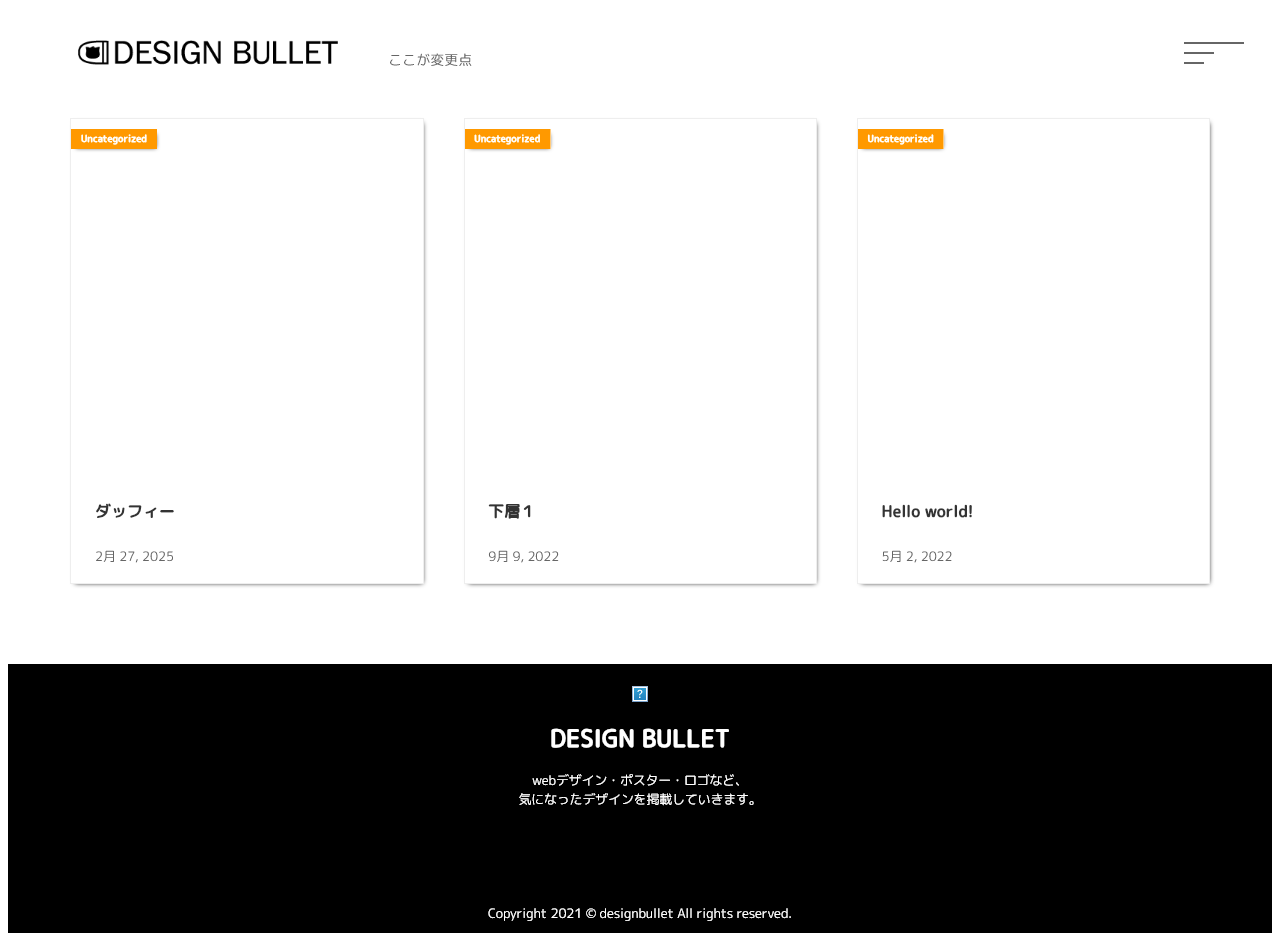 DESIGN BULLET
ここが変更点
Uncategorized
ダッフィー
2月 27, 2025
Uncategorized
下層１
9月 9, 2022
Uncategorized
Hello world!
5月 2, 2022
?
DESIGN BULLET
webデザイン・ポスター・ロゴなど、
気になったデザインを掲載していきます。
Copyright 2021 © designbullet All rights reserved.